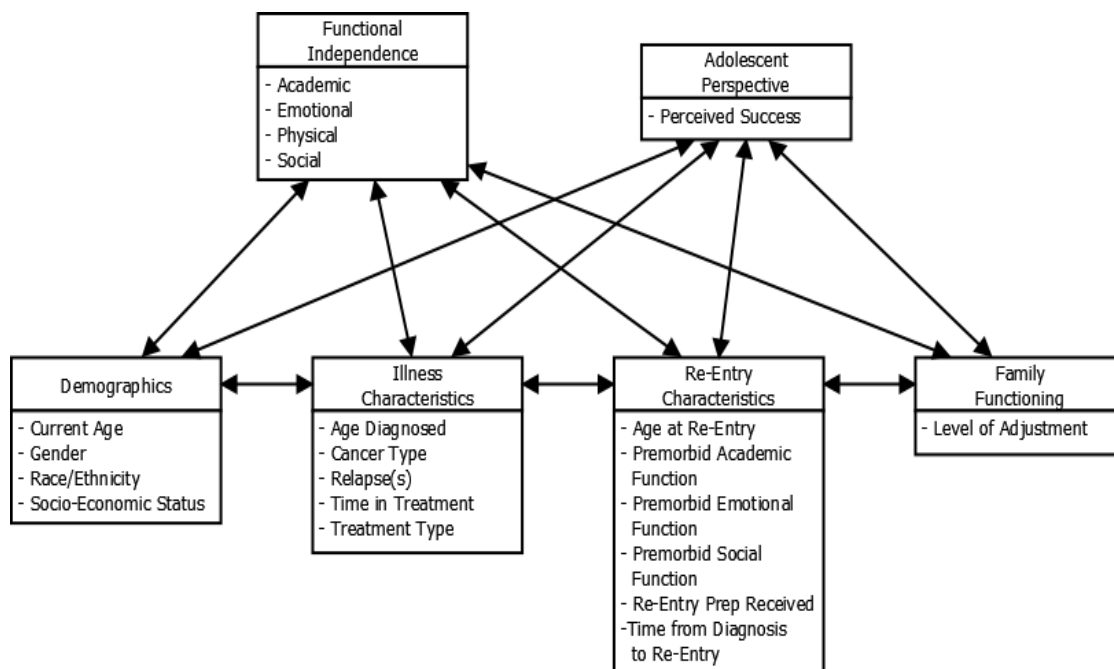 Functional
Independence
- Academic
- Emotional
- Physical
- Social
Adolescent
Perspective
- Perceived Success
Demographics
- Current Age
- Gender
- Race/Ethnicity
- Socio-Economic Status
Illness
Characteristics
- Age Diagnosed
- Cancer Type
- Relapse(s)
- Time in Treatment
- Treatment Type
Re-Entry
Characteristics
- Age at Re-Entry
- Premorbid Academic
Function
- Premorbid Emotional
Function
- Premorbid Social
Function
- Re-Entry Prep Received
-Time from Diagnosis
to Re-Entry
Family
Functioning
- Level of Adjustment